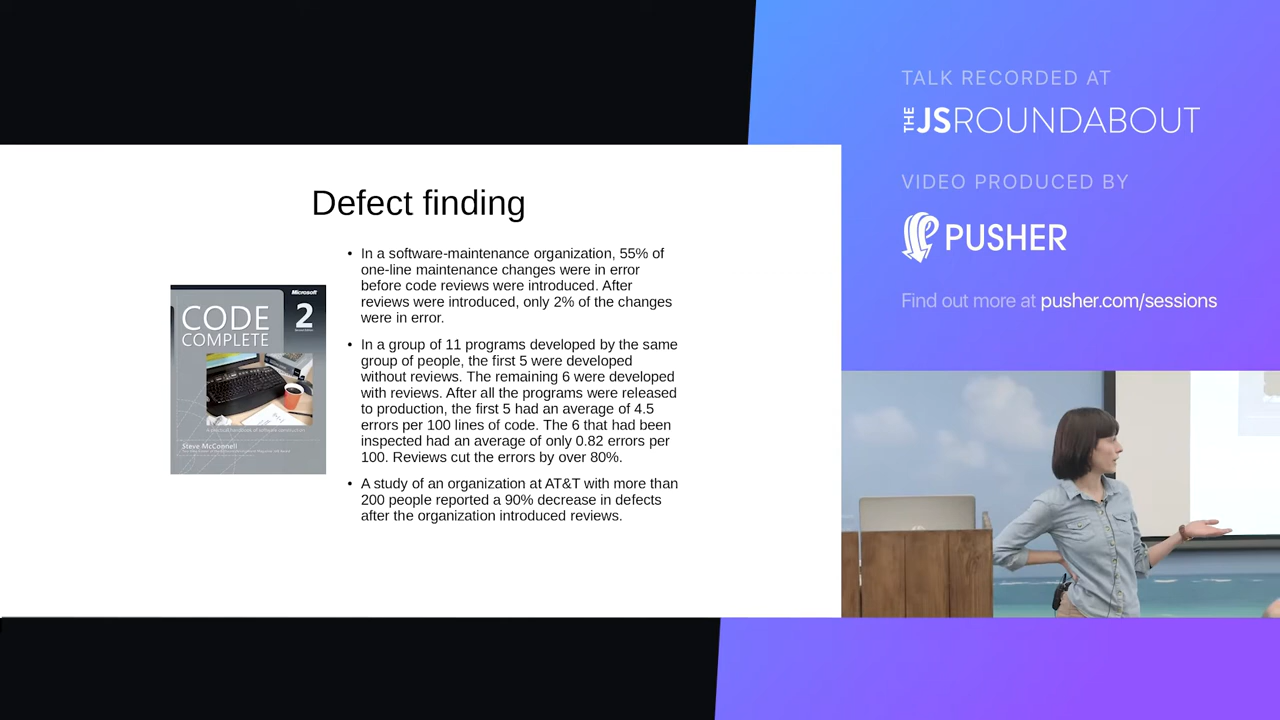 TALK RECORDED AT
THE JSROUNDABOUT
VIDEO PRODUCED BY
PUSHER
Find out more at pusher.com/sessions
Defect finding
• In a software-maintenance organization, 55% of
one-line maintenance changes were in error
before code reviews were introduced. After
reviews were introduced, only 2% of the changes
were in error.
• In a group of 11 programs developed by the same
group of people, the first 5 were developed
without reviews. The remaining 6 were developed
with reviews. After all the programs were released
to production, the first 5 had an average of 4.5
errors per 100 lines of code. The 6 that had been
inspected had an average of only 0.82 errors per
100. Reviews cut the errors by over 80%.
• A study of an organization at AT&T with more than
200 people reported a 90% decrease in defects
after the organization introduced reviews.
Microsoft
CODE 2
COMPLETE
Steve McConnell